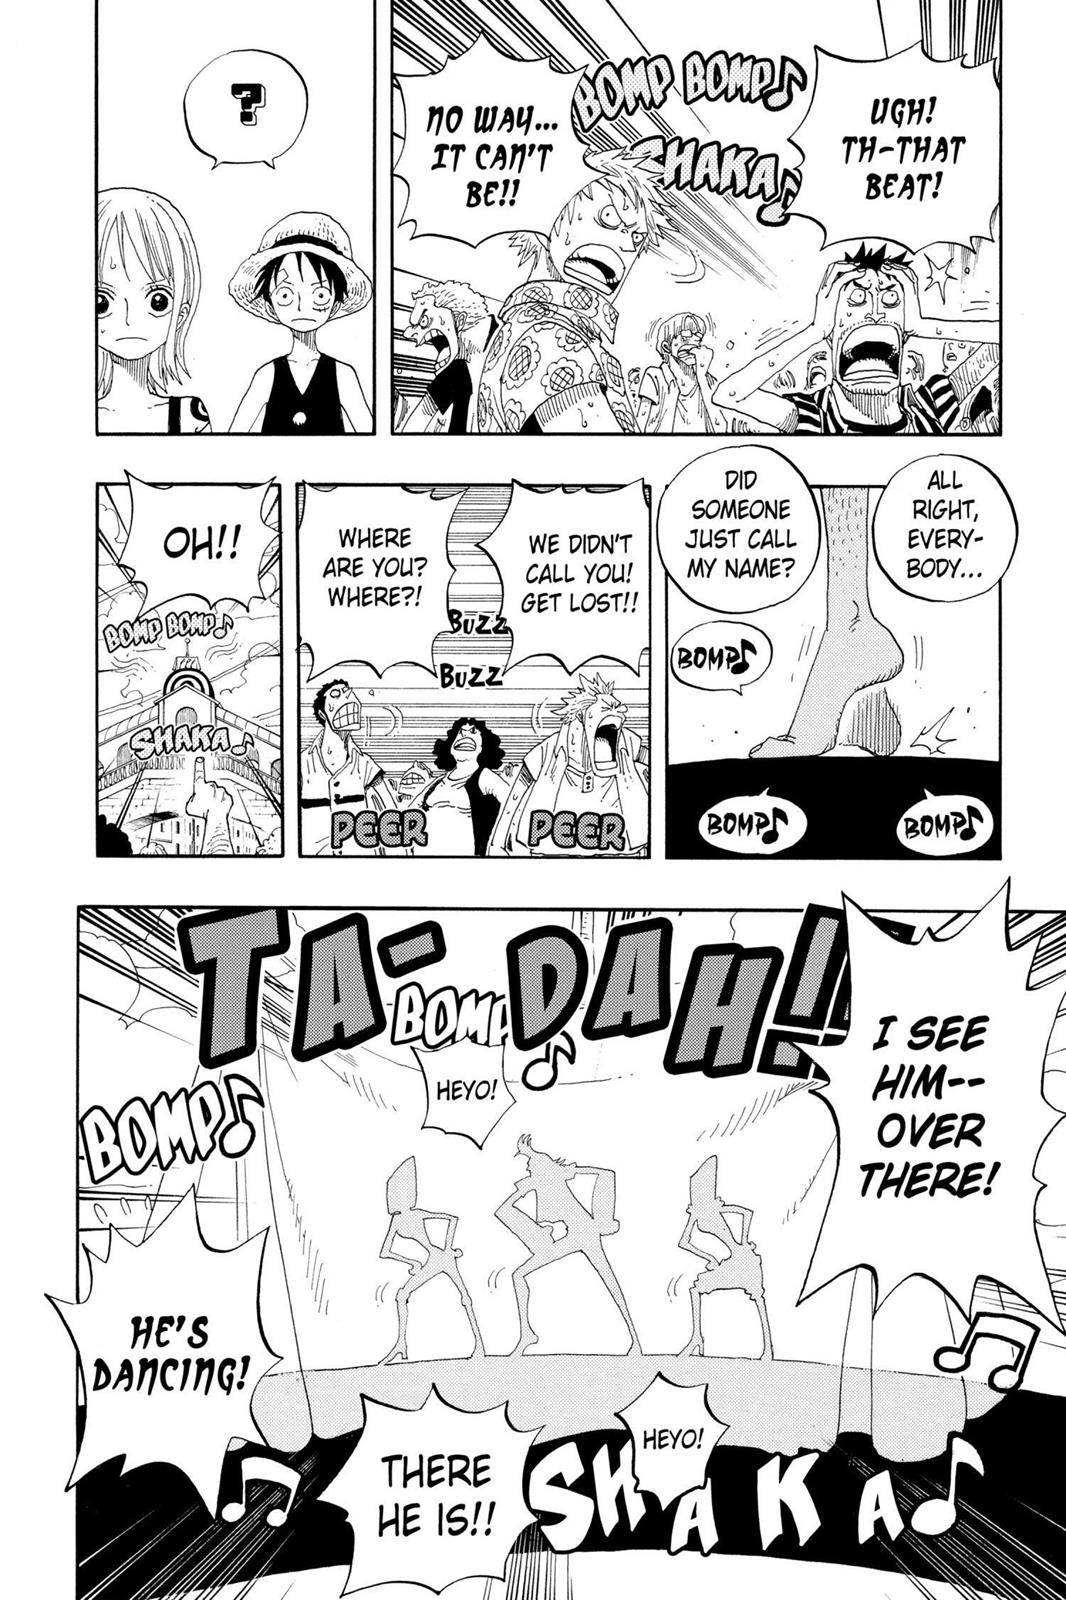 UGH!
TH-THAT
BEAT!
BOMP BOMP♪
SHAKA♪
NO WAY...
IT CAN'T
BE!!
?
ALL
RIGHT,
EVERY-
BODY...
DID
SOMEONE
JUST CALL
MY NAME?
BOMP♪
BOMP♪
BOMP♪
WE DIDN'T
CALL YOU!
GET LOST!!
WHERE
ARE YOU?
WHERE?!
BUZZ
BUZZ
PEER
PEER
OH!!
BOMP BOMP♪
SHAKA♪
TA-DAH!!
I SEE
HIM--
OVER
THERE!
BOMP♪
HEYO!
BOMP♪
HE'S
DANCING!
THERE
HE IS!!
HEYO!
SHAKA♪